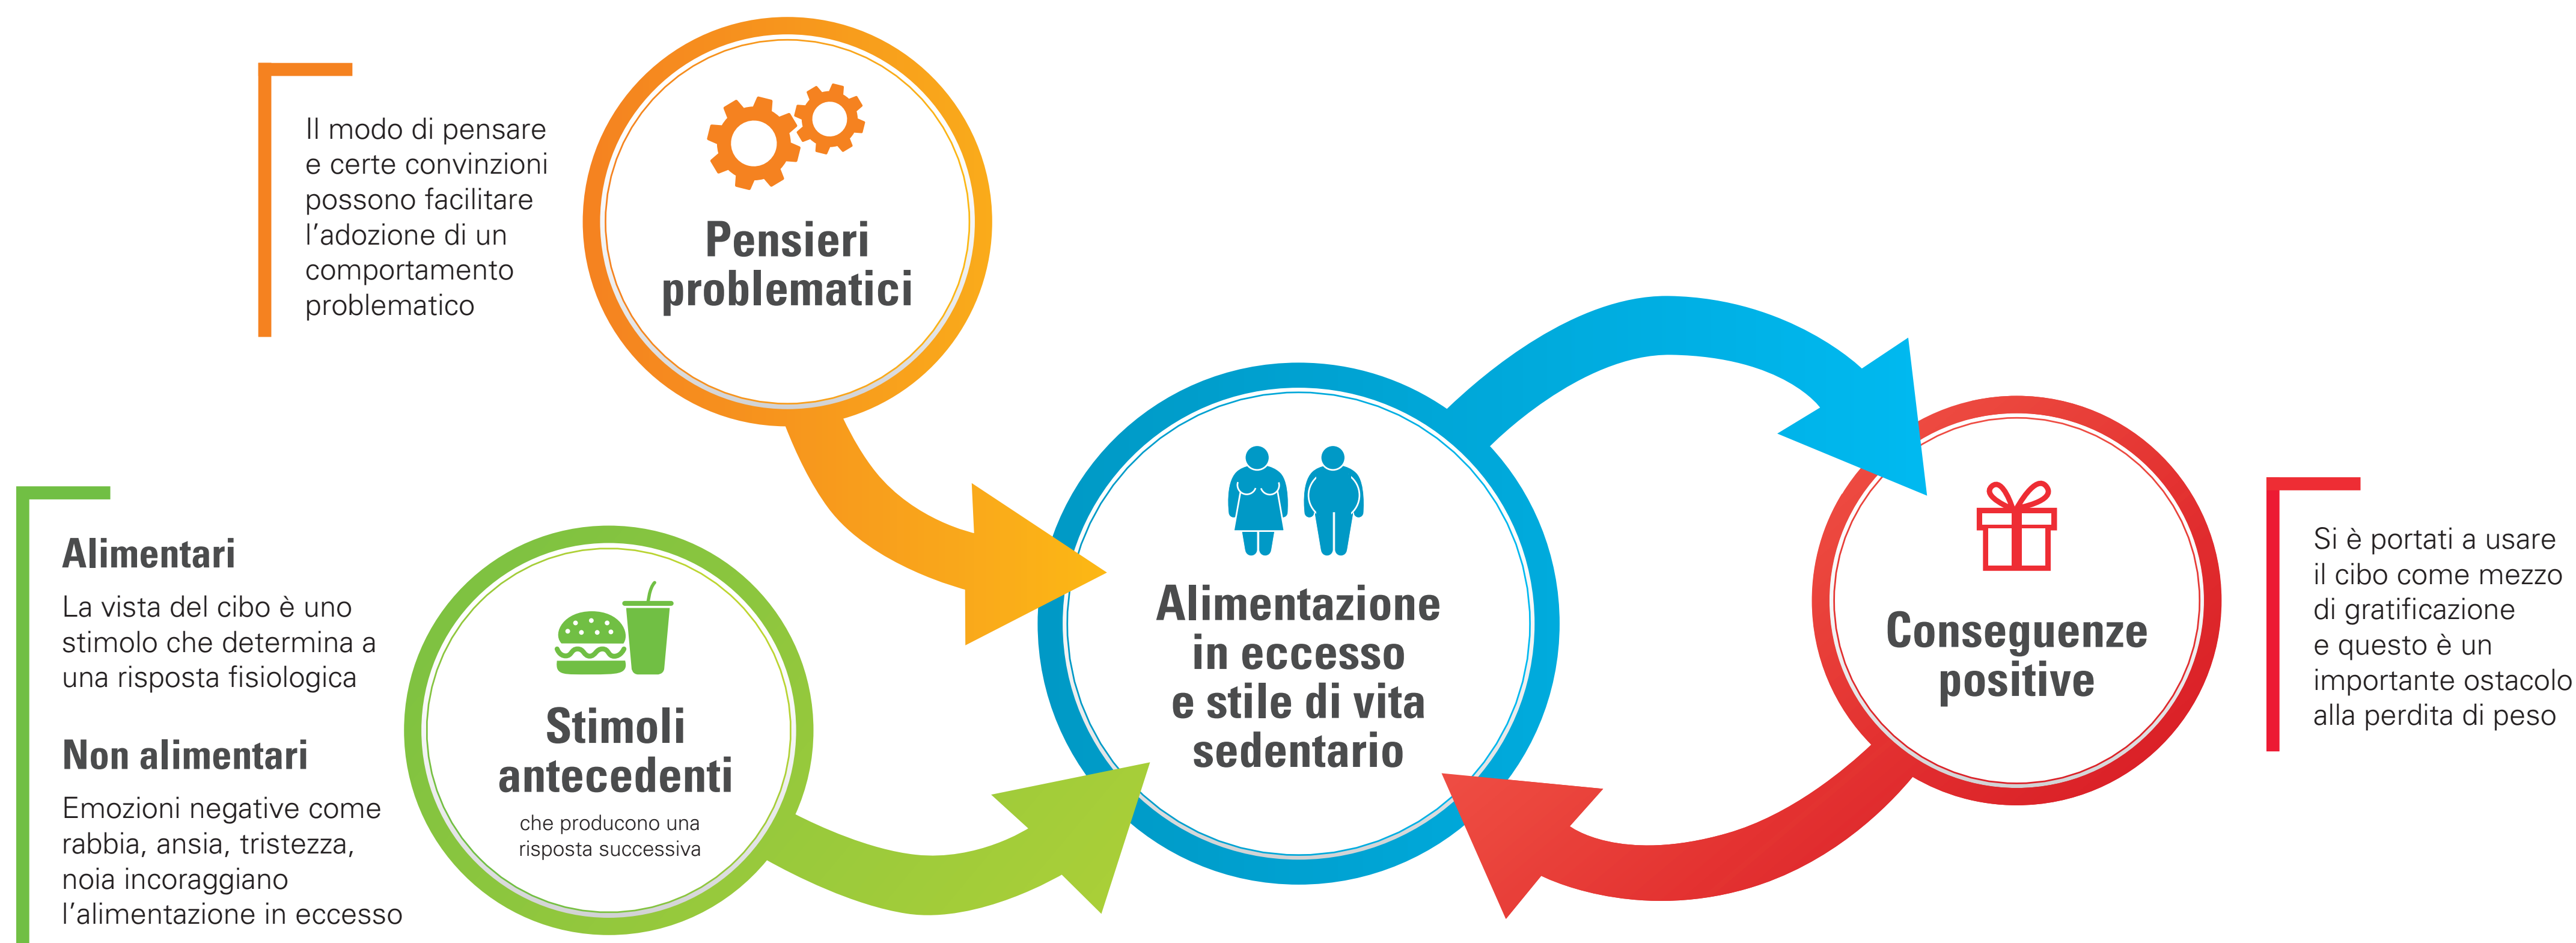 Il modo di pensare
e certe convinzioni
possono facilitare
l'adozione di un
comportamento
problematico
Pensieri
problematici
Alimentari
La vista del cibo è uno
stimolo che determina a
una risposta fisiologica
Non alimentari
Emozioni negative come
rabbia, ansia, tristezza,
noia incoraggiano
l'alimentazione in eccesso
Stimoli
antecedenti
che producono una
risposta successiva
Alimentazione
in eccesso
e stile di vita
sedentario
Conseguenze
positive
Si è portati a usare
il cibo come mezzo
di gratificazione
e questo è un
importante ostacolo
alla perdita di peso